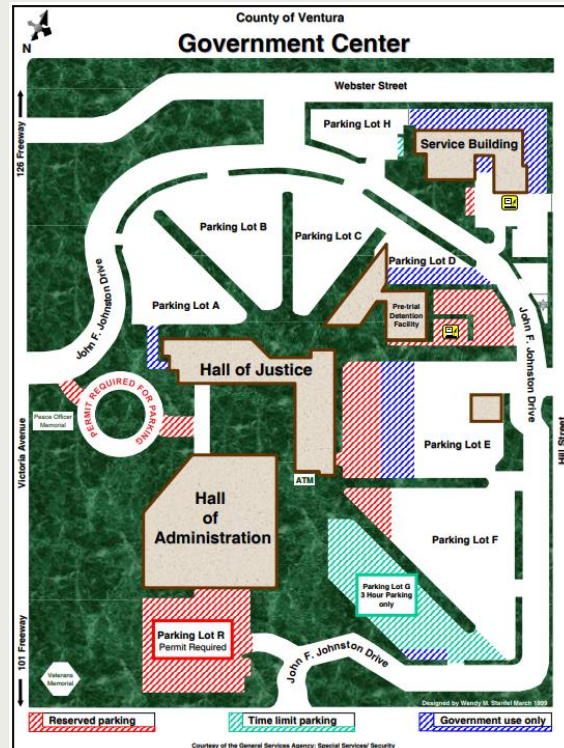 County of Ventura
Government Center
N
Webster Street
126 Freeway
Parking Lot H
Service Building
Parking Lot B
Parking Lot C
Parking Lot D
John F. Johnston Drive
Pre-trial
Detention
Facility
Parking Lot A
John F. Johnston Drive
Hall of Justice
PERMIT REQUIRED FOR PARKING
Peace Officer
Memorial
Victoria Avenue
Parking Lot E
Hill Street
ATM
Hall
of
Administration
Parking Lot F
Parking Lot G
3 Hour Parking
only
Parking Lot R
Permit Required
John F. Johnston Drive
101 Freeway
Veterans
Memorial
Designed by Wendy M. Stanfel March 1999
Reserved parking
Time limit parking
Government use only
Courtesy of the General Services Agency: Special Services/ Security